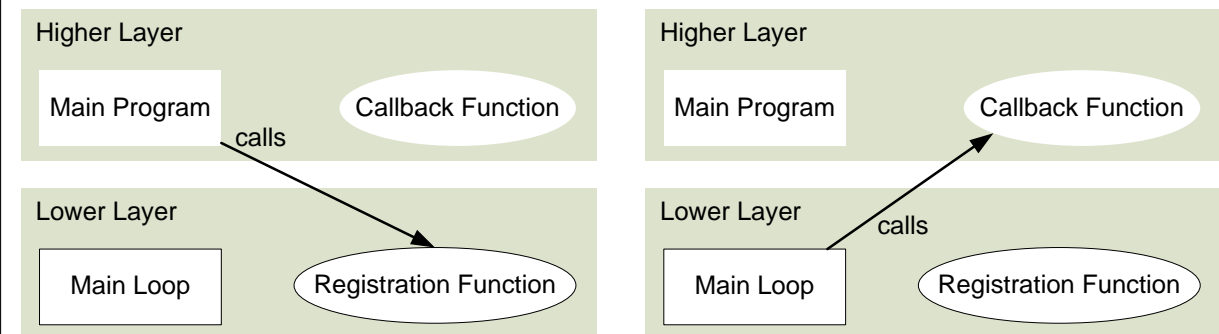 Higher Layer
Main Program
Callback Function
calls
Lower Layer
Main Loop
Registration Function
Higher Layer
Main Program
Callback Function
Lower Layer
calls
Main Loop
Registration Function